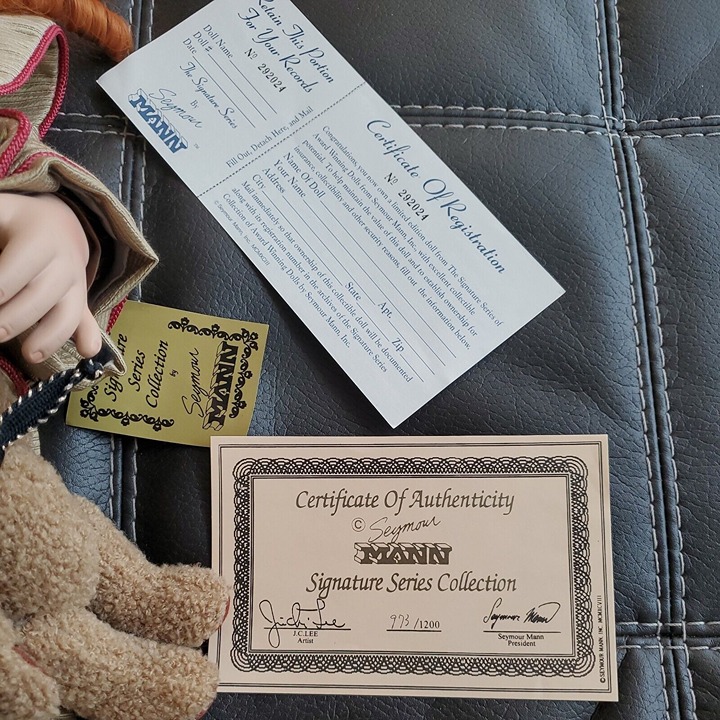 Retain This Portion
For Your Records
Nº 292024
Doll Name
Doll #
Date
The Signature Series
By
Seymour
MANN
Fill Out, Detach Here, and Mail
Certificate Of Registration
Nº 292024
Congratulations, you now own a limited edition doll from The Signature Series of
Award Winning Dolls from Seymour Mann, Inc., with excellent collectible
potential. To help maintain the value of this doll and to establish ownership for
insurance, collectibility and other security reasons, fill out the information below.
Name Of Doll
Your Name
Address
Apt.
City
State
Zip
Mail immediately so that ownership of this collectible doll will be documented
along with its registration number in the archives of the Signature Series
Collection of Award Winning Dolls by Seymour Mann, Inc.
Signature
Series
Collection
by
Seymour
MANN
Certificate Of Authenticity
© Seymour
MANN
Signature Series Collection
973/1200
J.C.LEE
Artist
Seymour Mann
Seymour Mann
President
©SEYMOUR MANN, INC. MCMXCVIII